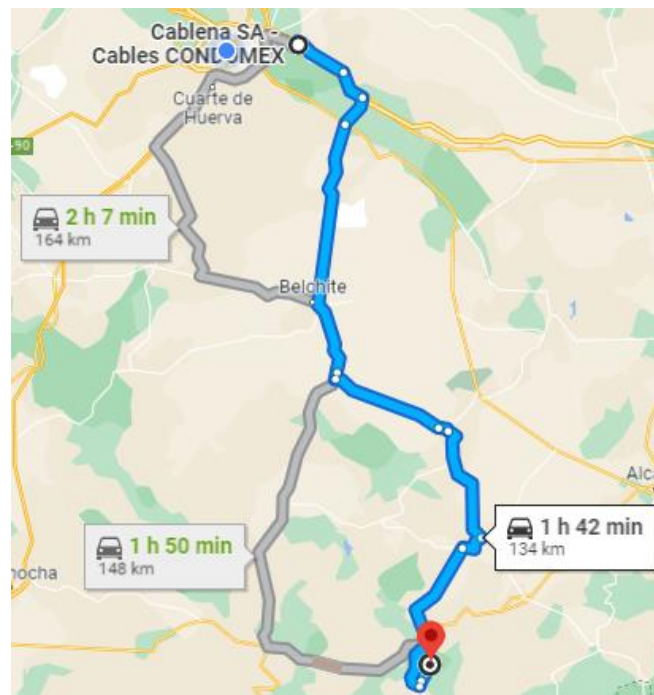 Cablena SA -
Cables CONDUMEX
Cuarte de
Huerva
-90
2 h 7 min
164 km
Belchite
Alca
1 h 42 min
134 km
1 h 50 min
148 km
nocha